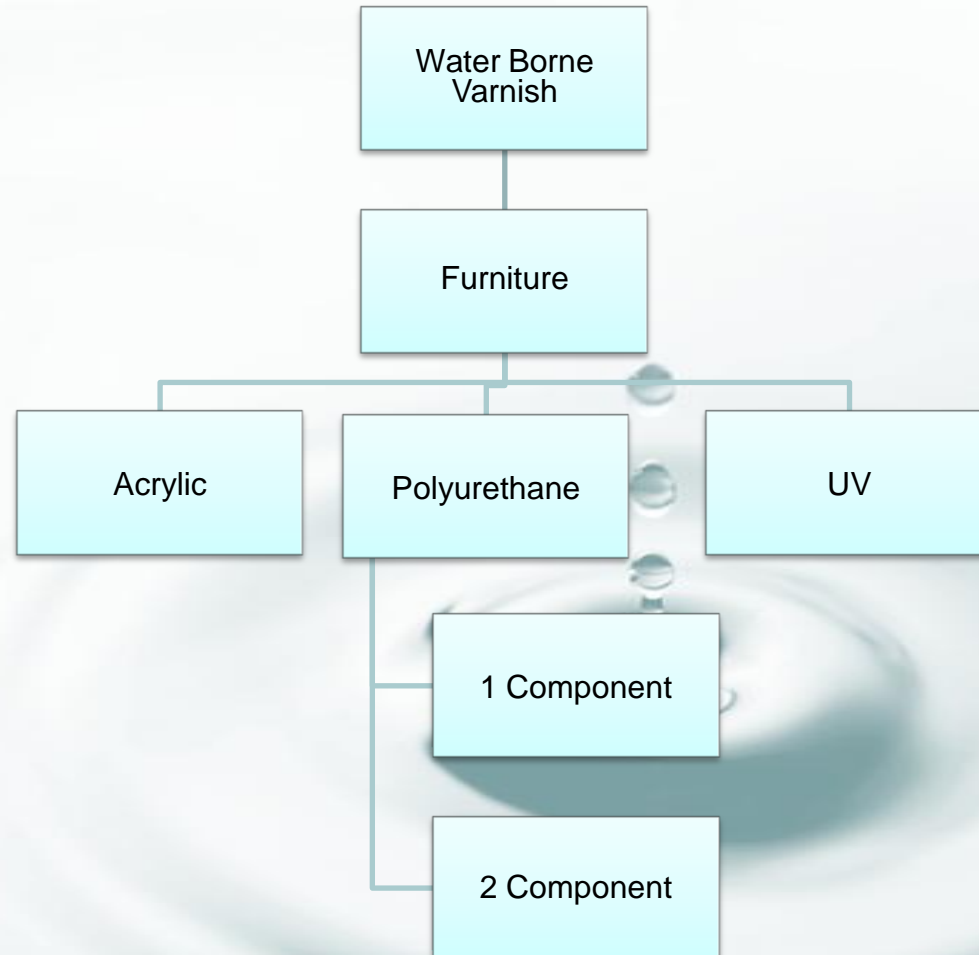 Water Borne
Varnish
Furniture
Acrylic
Polyurethane
UV
1 Component
2 Component